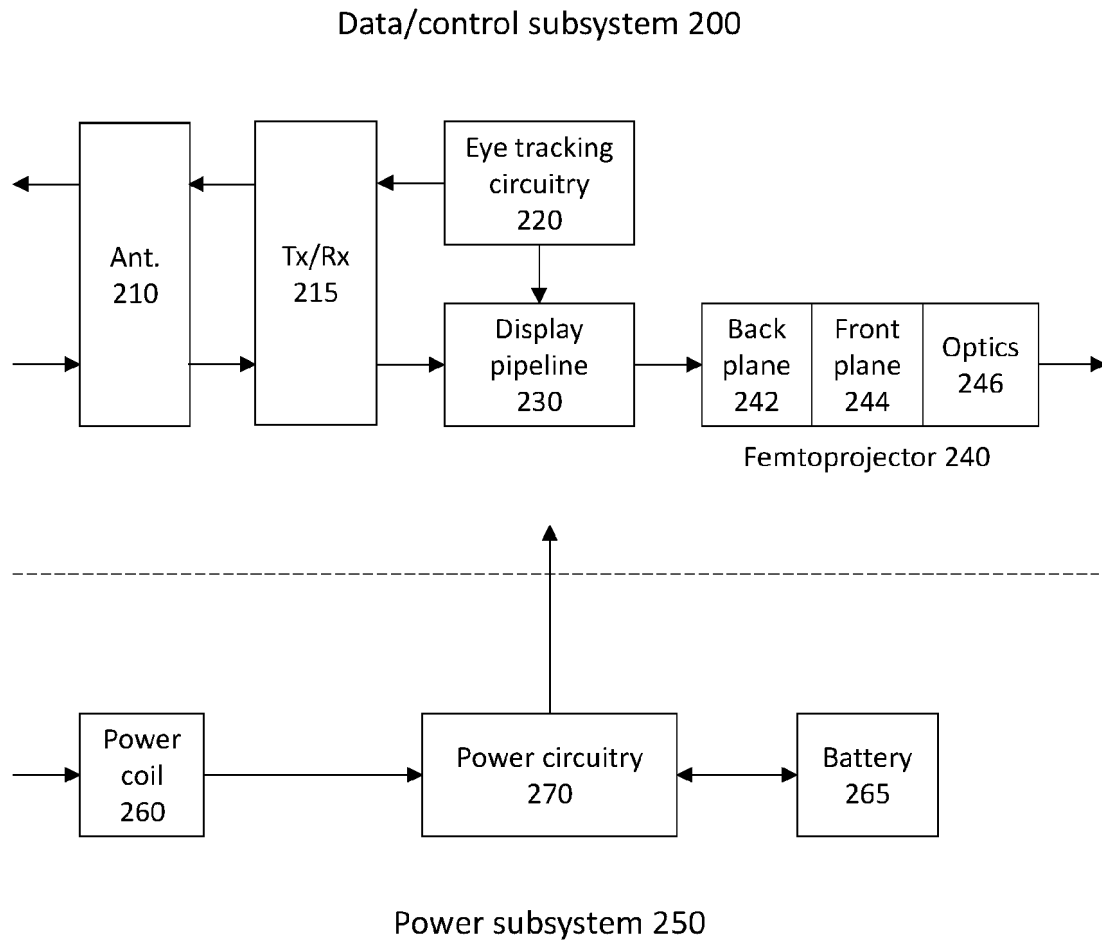 Data/control subsystem 200
Ant.
210
Tx/Rx
215
Eye tracking
circuitry
220
Display
pipeline
230
Back
plane
242
Front
plane
244
Optics
246
Femtoprojector 240
Power
coil
260
Power circuitry
270
Battery
265
Power subsystem 250